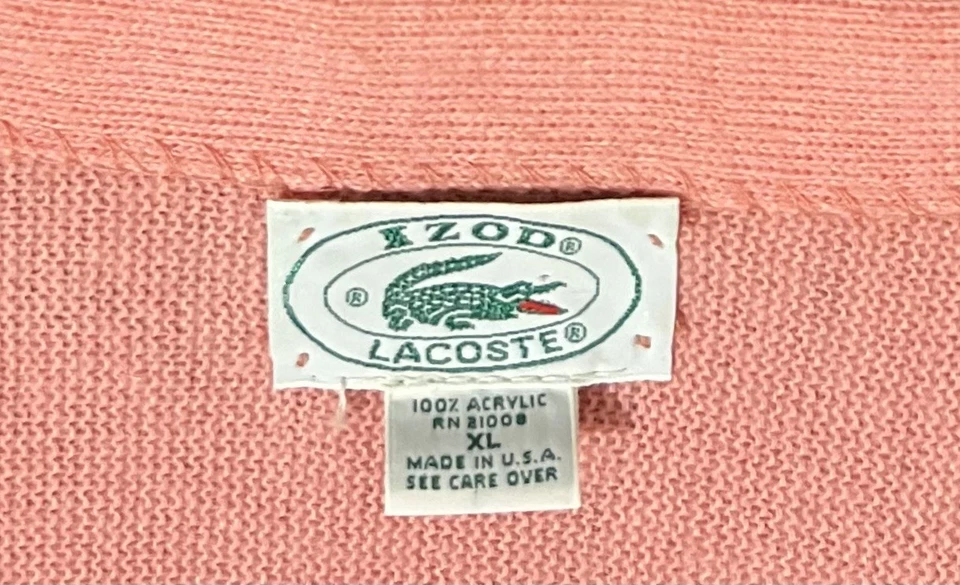 IZOD®
®
LACOSTE®
100% ACRYLIC
RN 21008
XL
MADE IN U.S.A.
SEE CARE OVER